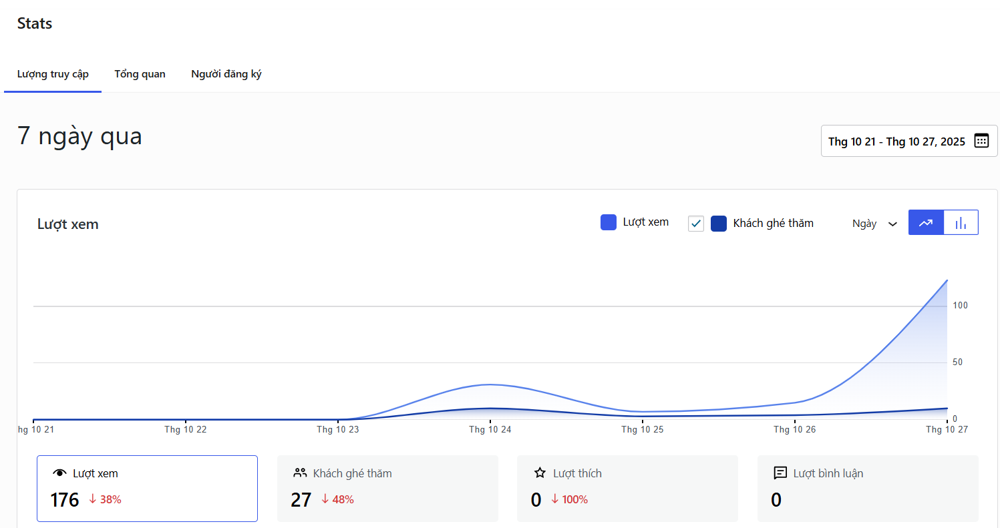 Stats
Lượng truy cập Tổng quan Người đăng ký
7 ngày qua
Thg 10 21 - Thg 10 27, 2025
Lượt xem
Lượt xem Khách ghé thăm Ngày
100
50
0
hg 10 21 Thg 10 22 Thg 10 23 Thg 10 24 Thg 10 25 Thg 10 26 Thg 10 27
Lượt xem
176 ↓ 38%
Khách ghé thăm
27 ↓ 48%
Lượt thích
0 ↓ 100%
Lượt bình luận
0